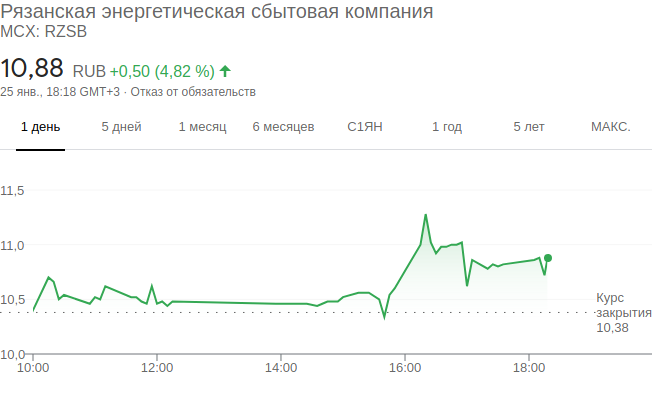 Рязанская энергетическая сбытовая компания
MCX: RZSB
10,88 RUB +0,50 (4,82 %)
25 янв., 18:18 GMT+3 · Отказ от обязательств
1 день 5 дней 1 месяц 6 месяцев С1ЯН 1 год 5 лет МАКС.
11,5
11,0
10,5
Курс
закрытия
10,38
10,0
10:00 12:00 14:00 16:00 18:00